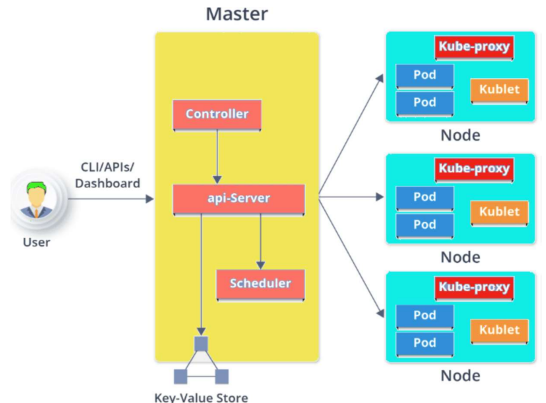 Master
Controller
api-Server
Scheduler
Key-Value Store
CLI/APIs/
Dashboard
User
Kube-proxy
Pod
Pod
Kublet
Node
Kube-proxy
Pod
Pod
Kublet
Node
Kube-proxy
Pod
Pod
Kublet
Node